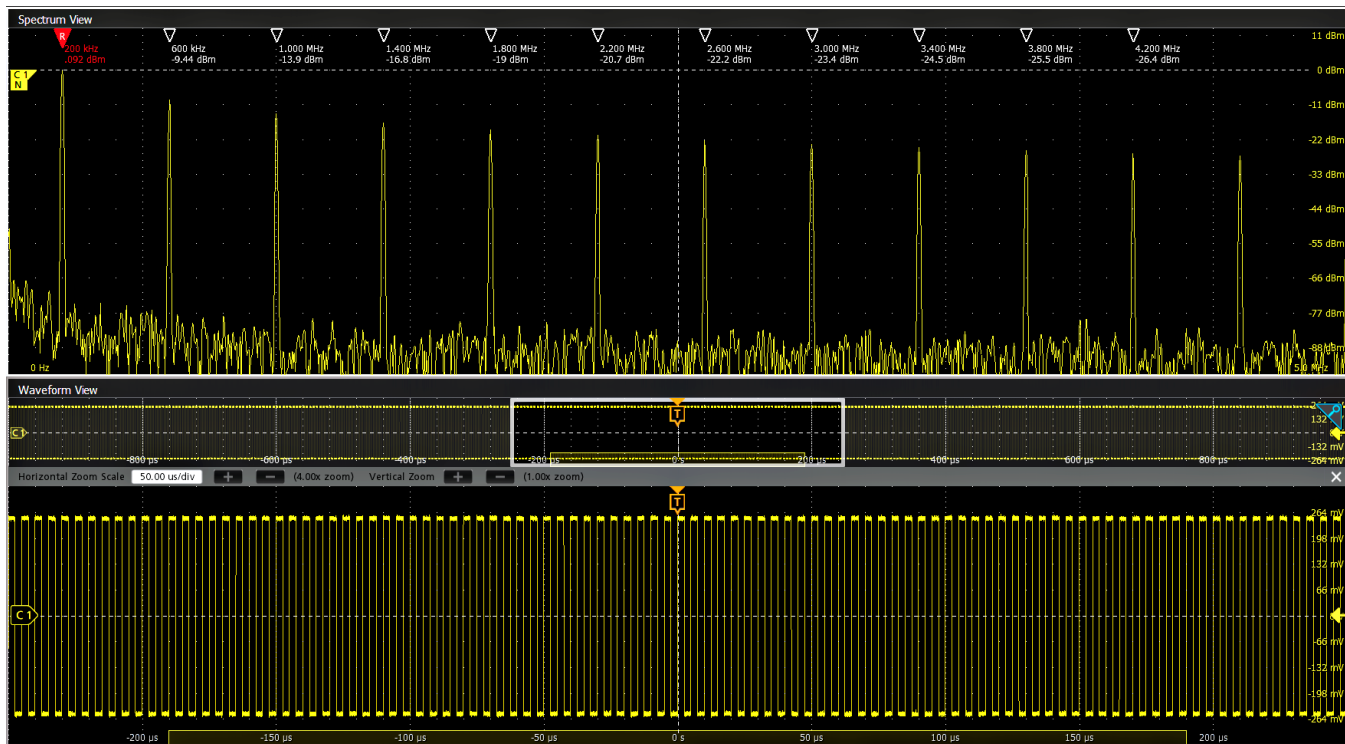 Spectrum View
R
200 kHz 600 kHz 1.000 MHz 1.400 MHz 1.800 MHz 2.200 MHz 2.600 MHz 3.000 MHz 3.400 MHz 3.800 MHz 4.200 MHz 11 dBm
.092 dBm -9.44 dBm -13.9 dBm -16.8 dBm -19 dBm -20.7 dBm -22.2 dBm -23.4 dBm -24.5 dBm -25.5 dBm -26.4 dBm
C 1 0 dBm
N
-11 dBm
-22 dBm
-33 dBm
-44 dBm
-55 dBm
-66 dBm
-77 dBm
-88 dBm
0 Hz 5.0 MHz
Waveform View
T
132 mV
C1
-132 mV
-800 µs -600 µs -400 µs -200 µs 0 s 200 µs 400 µs 600 µs 800 µs -264 mV
Horizontal Zoom Scale 50.00 us/div + − (4.00x zoom) Vertical Zoom + − (1.00x zoom) ×
T
264 mV
198 mV
132 mV
66 mV
C 1
-66 mV
-132 mV
-198 mV
-264 mV
-200 µs -150 µs -100 µs -50 µs 0 s 50 µs 100 µs 150 µs 200 µs